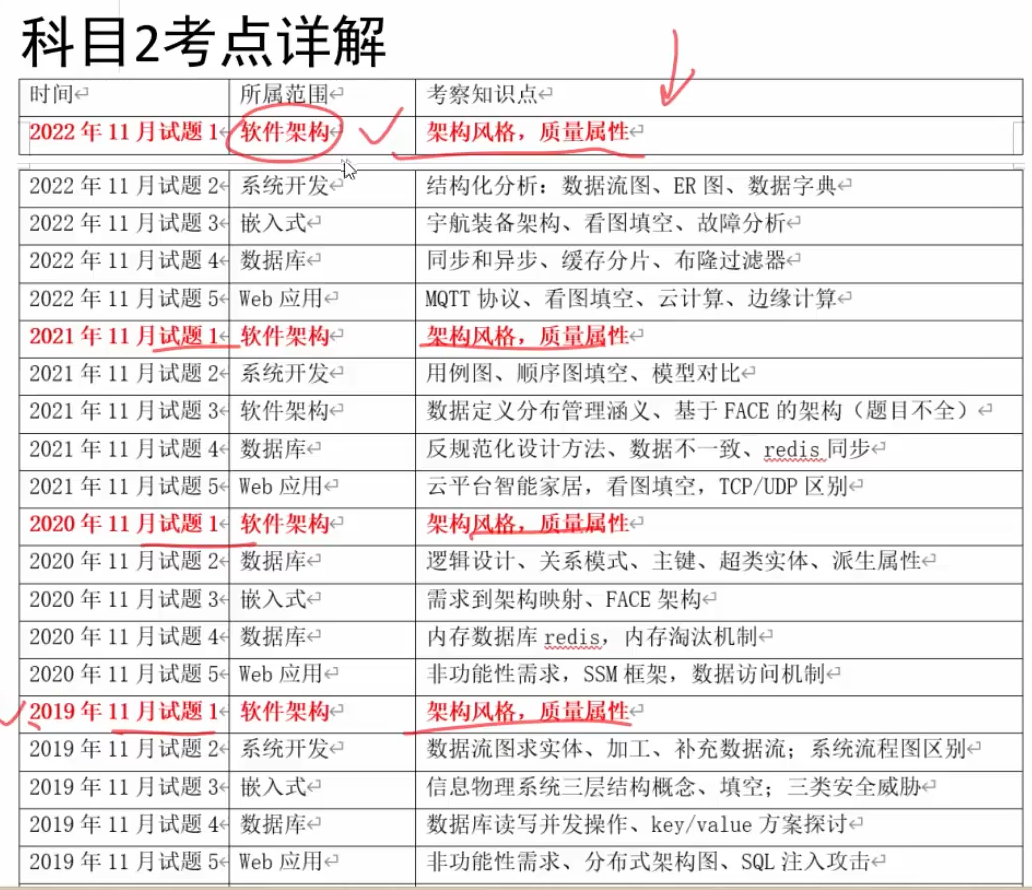 科目2考点详解
时间 所属范围 考察知识点
2022年11月试题1 软件架构 架构风格，质量属性
2022年11月试题2 系统开发 结构化分析：数据流图、ER图、数据字典
2022年11月试题3 嵌入式 宇航装备架构、看图填空、故障分析
2022年11月试题4 数据库 同步和异步、缓存分片、布隆过滤器
2022年11月试题5 Web应用 MQTT协议、看图填空、云计算、边缘计算
2021年11月试题1 软件架构 架构风格，质量属性
2021年11月试题2 系统开发 用例图、顺序图填空、模型对比
2021年11月试题3 软件架构 数据定义分布管理涵义、基于FACE的架构（题目不全）
2021年11月试题4 数据库 反规范化设计方法、数据不一致、redis同步
2021年11月试题5 Web应用 云平台智能家居，看图填空，TCP/UDP区别
2020年11月试题1 软件架构 架构风格，质量属性
2020年11月试题2 数据库 逻辑设计、关系模式、主键、超类实体、派生属性
2020年11月试题3 嵌入式 需求到架构映射、FACE架构
2020年11月试题4 数据库 内存数据库redis，内存淘汰机制
2020年11月试题5 Web应用 非功能性需求，SSM框架，数据访问机制
2019年11月试题1 软件架构 架构风格，质量属性
2019年11月试题2 系统开发 数据流图求实体、加工、补充数据流；系统流程图区别
2019年11月试题3 嵌入式 信息物理系统三层结构概念、填空；三类安全威胁
2019年11月试题4 数据库 数据库读写并发操作、key/value方案探讨
2019年11月试题5 Web应用 非功能性需求、分布式架构图、SQL注入攻击